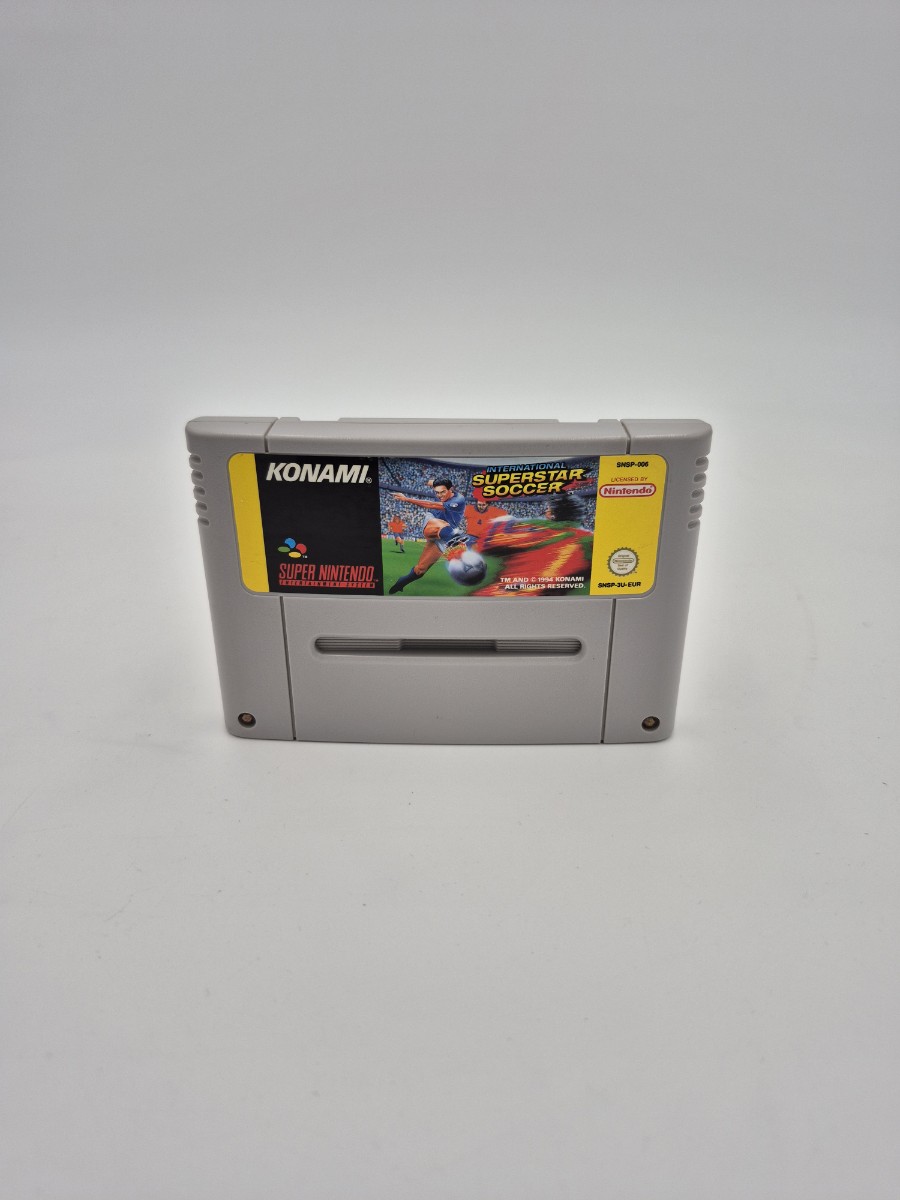 KONAMI®
SUPER NINTENDO™
ENTERTAINMENT SYSTEM
INTERNATIONAL
SUPERSTAR
SOCCER
TM AND © 1994 KONAMI
ALL RIGHTS RESERVED.
SNSP-006
LICENSED BY
Nintendo®
SNSP-3U-EUR